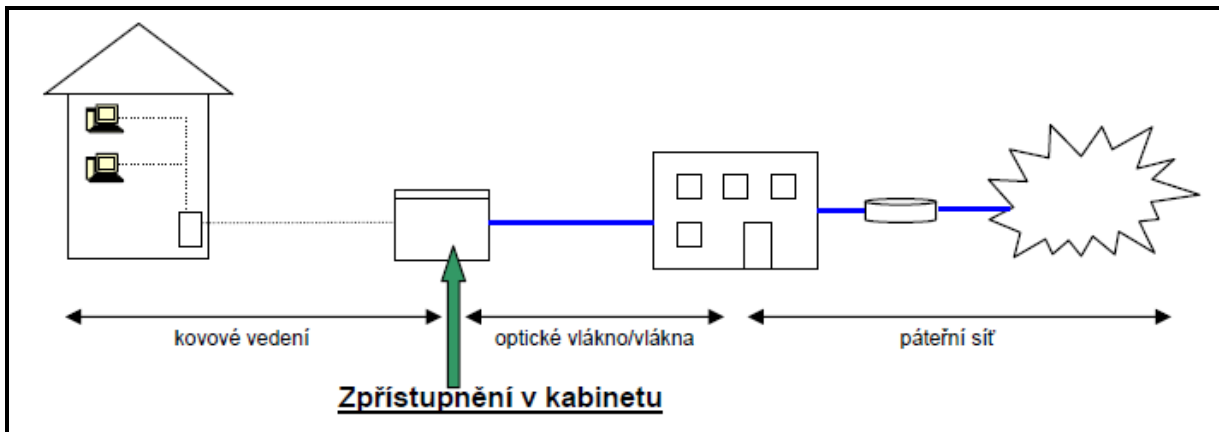 kovové vedení
optické vlákno/vlákna
páteřní síť
Zpřístupnění v kabinetu